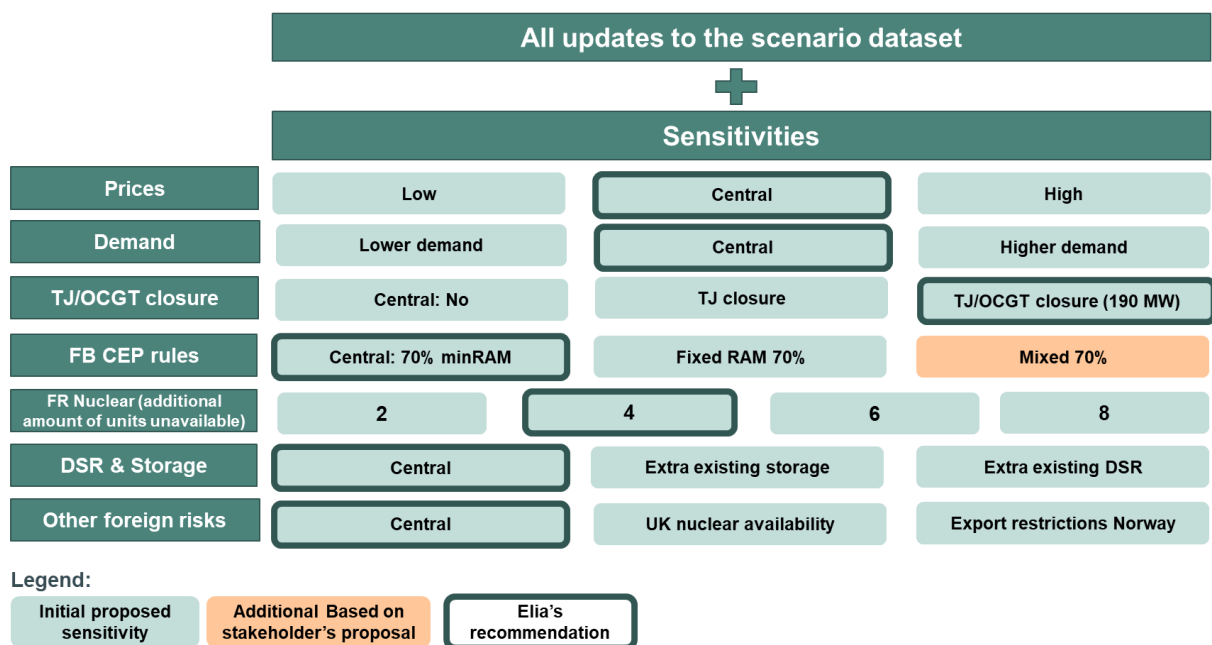 All updates to the scenario dataset
Sensitivities
Prices
Low
Central
High
Demand
Lower demand
Central
Higher demand
TJ/OCGT closure
Central: No
TJ closure
TJ/OCGT closure (190 MW)
FB CEP rules
Central: 70% minRAM
Fixed RAM 70%
Mixed 70%
FR Nuclear (additional
amount of units unavailable)
2
4
6
8
DSR & Storage
Central
Extra existing storage
Extra existing DSR
Other foreign risks
Central
UK nuclear availability
Export restrictions Norway
Legend:
Initial proposed
sensitivity
Additional Based on
stakeholder's proposal
Elia's
recommendation